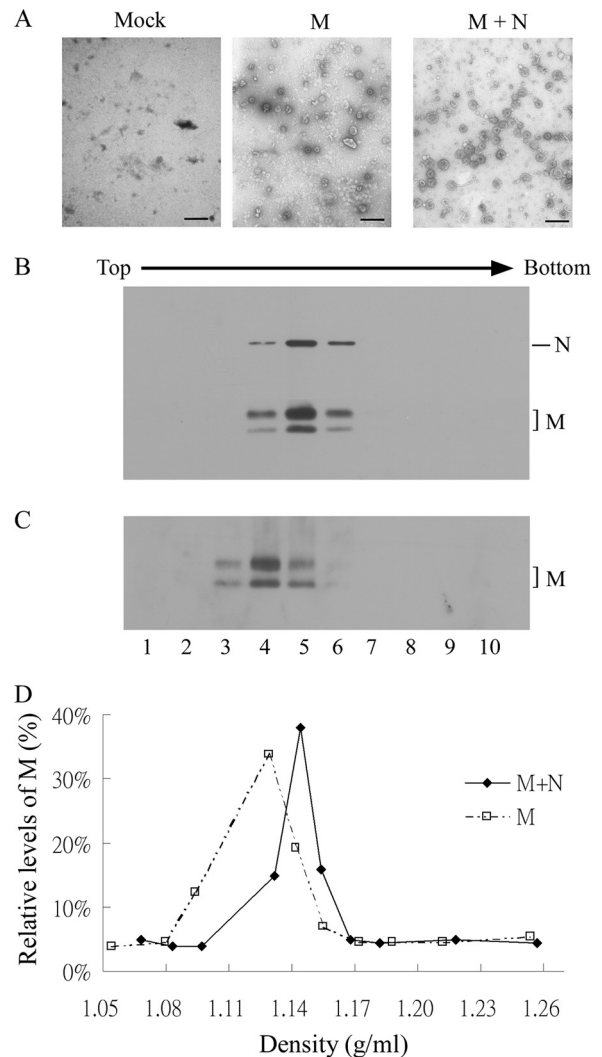 A
Mock
M
M + N
B
Top
Bottom
N
M
C
M
1 2 3 4 5 6 7 8 9 10
D
40%
30%
20%
10%
0%
Relative levels of M (%)
M+N
M
1.05 1.08 1.11 1.14 1.17 1.20 1.23 1.26
Density (g/ml)